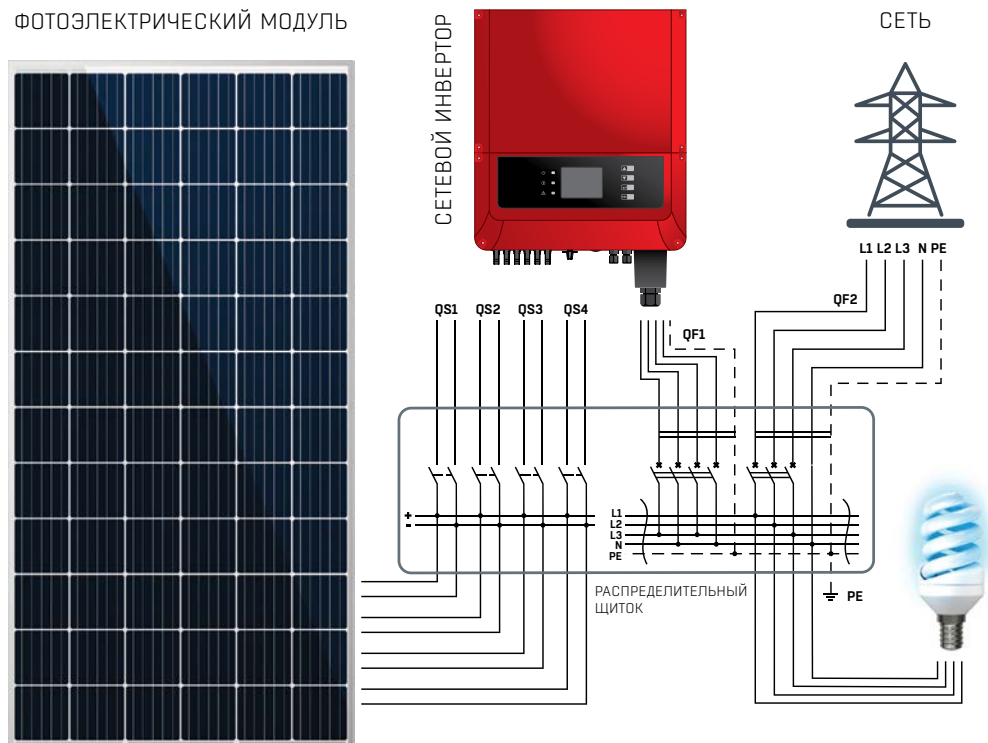 ФОТОЭЛЕКТРИЧЕСКИЙ МОДУЛЬ
СЕТЕВОЙ ИНВЕРТОР
СЕТЬ
L1 L2 L3 N PE
QF2
QS1 QS2 QS3 QS4
QF1
+
-
L1
L2
L3
N
PE
РАСПРЕДЕЛИТЕЛЬНЫЙ
ЩИТОК
PE